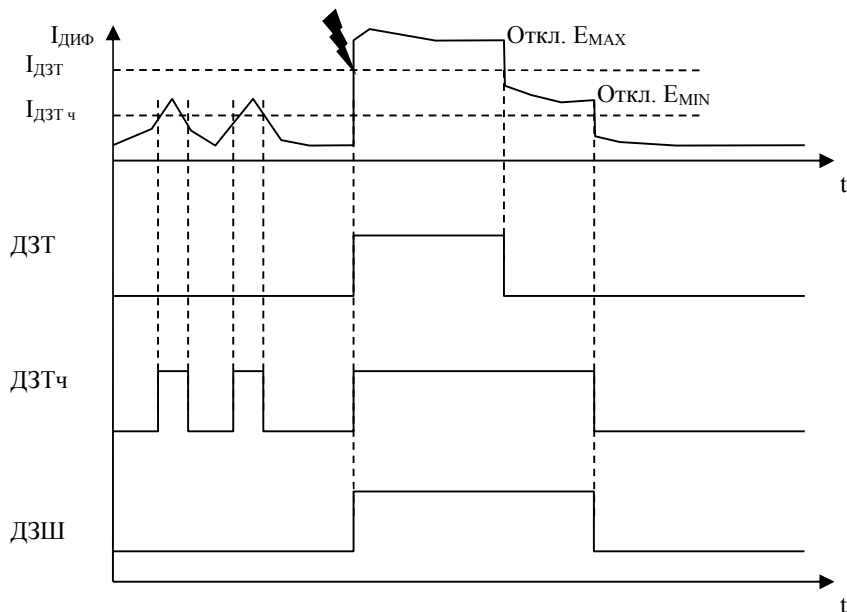 IДИФ
Откл. EMAX
IДЗТ
Откл. EMIN
IДЗТ ч
t
ДЗТ
ДЗТч
ДЗШ
t